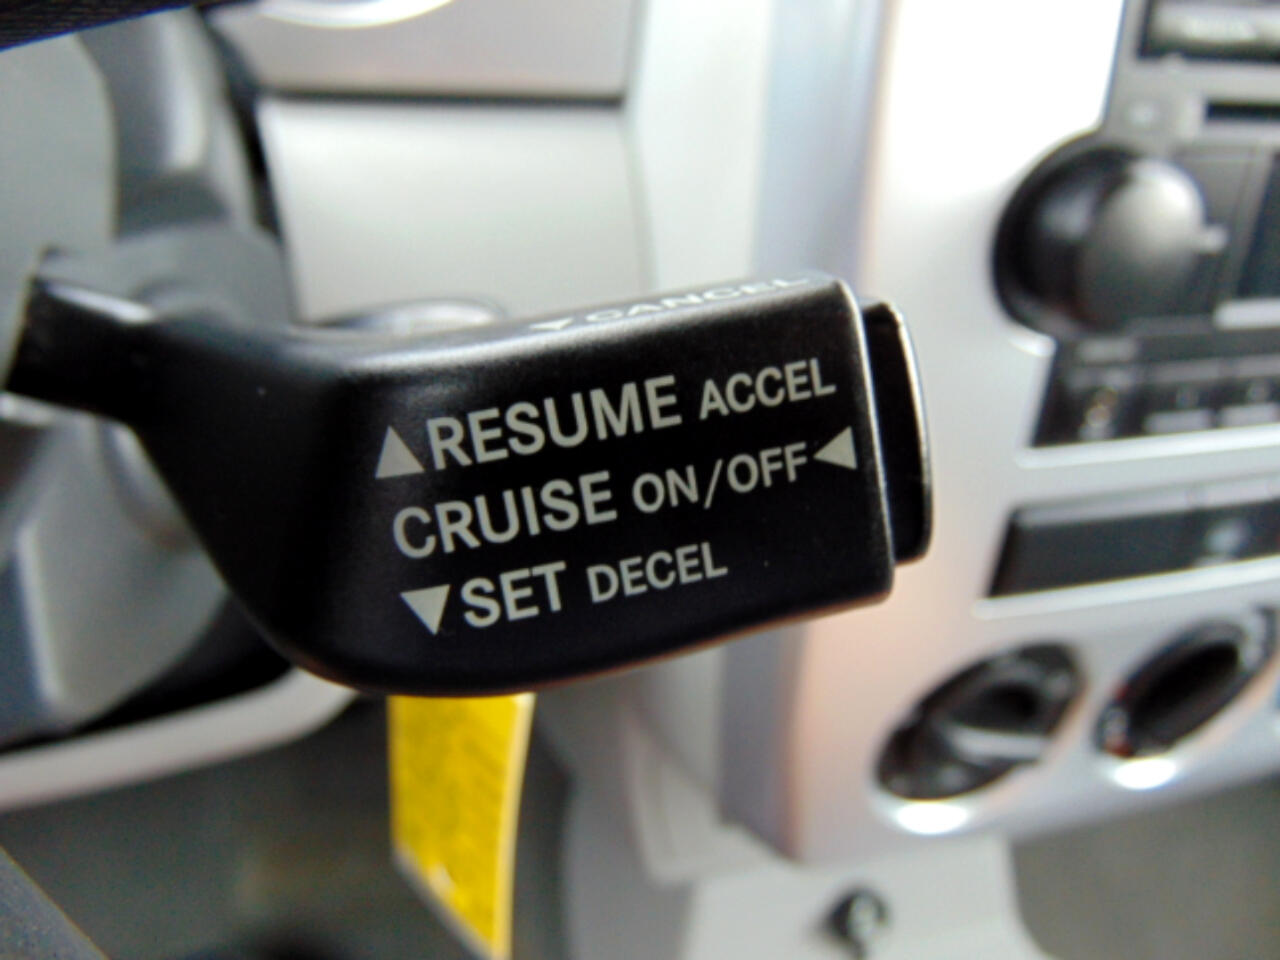 ▼CANCEL
▲RESUME ACCEL
CRUISE ON/OFF◀
▼SET DECEL